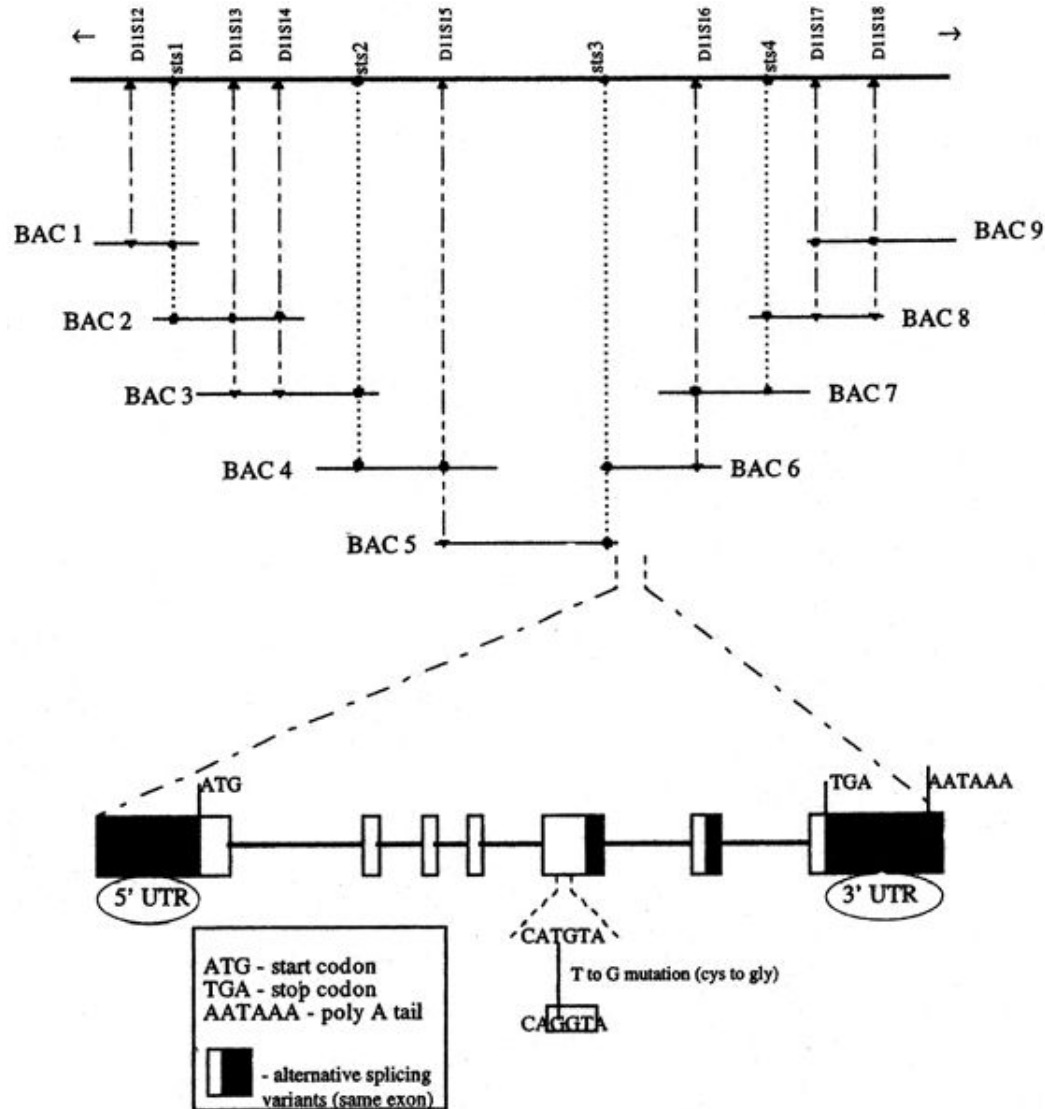 ← D11S12 sts1 D11S13 D11S14 sts2 D11S15 sts3 D11S16 sts4 D11S17 D11S18 →
BAC 1
BAC 9
BAC 2
BAC 8
BAC 3
BAC 7
BAC 4
BAC 6
BAC 5
ATG
TGA
AATAAA
5' UTR
3' UTR
CATGTA
T to G mutation (cys to gly)
CAGGTA
ATG - start codon
TGA - stop codon
AATAAA - poly A tail
- alternative splicing
variants (same exon)